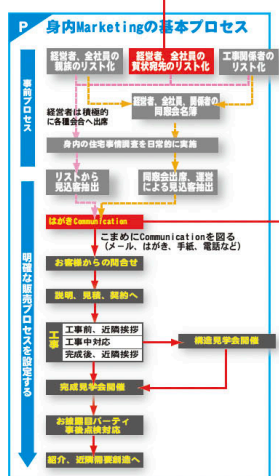 P 身内Marketingの基本プロセス
事前プロセス
経営者、全社員の
親族のリスト化
経営者、全社員の
賀状宛先のリスト化
工事関係者の
リスト化
経営者は積極的
に各種会合へ出席
経営者、全社員、関係者の
同窓会名簿
身内の住宅事情調査を日常的に実施
リストから
見込客抽出
同窓会出席、運営
による見込客抽出
はがきCommunication
こまめにCommunicationを図る
（メール、はがき、手紙、電話など）
明確な販売プロセスを設定する
お客様からの問合せ
説明、見積、契約へ
工事
工事前、近隣挨拶
工事中対応
完成後、近隣挨拶
構造見学会開催
完成見学会開催
お披露目パーティ
事後点検対応
紹介、近隣需要創造へ